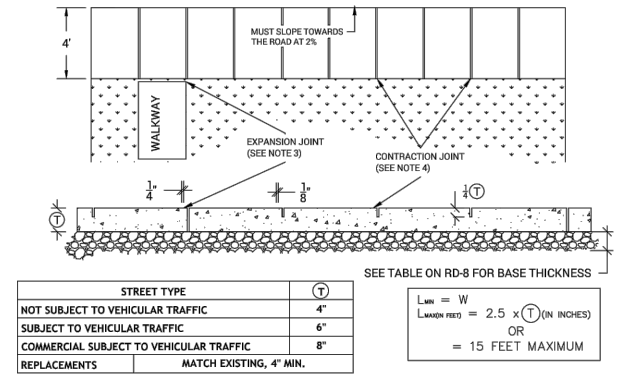 MUST SLOPE TOWARDS
THE ROAD AT 2%
4'
WALKWAY
EXPANSION JOINT
(SEE NOTE 3)
CONTRACTION JOINT
(SEE NOTE 4)
1/4"
1/8"
1/4 T
T
SEE TABLE ON RD-8 FOR BASE THICKNESS
STREET TYPE T
NOT SUBJECT TO VEHICULAR TRAFFIC 4"
SUBJECT TO VEHICULAR TRAFFIC 6"
COMMERCIAL SUBJECT TO VEHICULAR TRAFFIC 8"
REPLACEMENTS MATCH EXISTING, 4" MIN.
LMIN = W
LMAX(IN FEET) = 2.5 x T (IN INCHES)
OR
= 15 FEET MAXIMUM